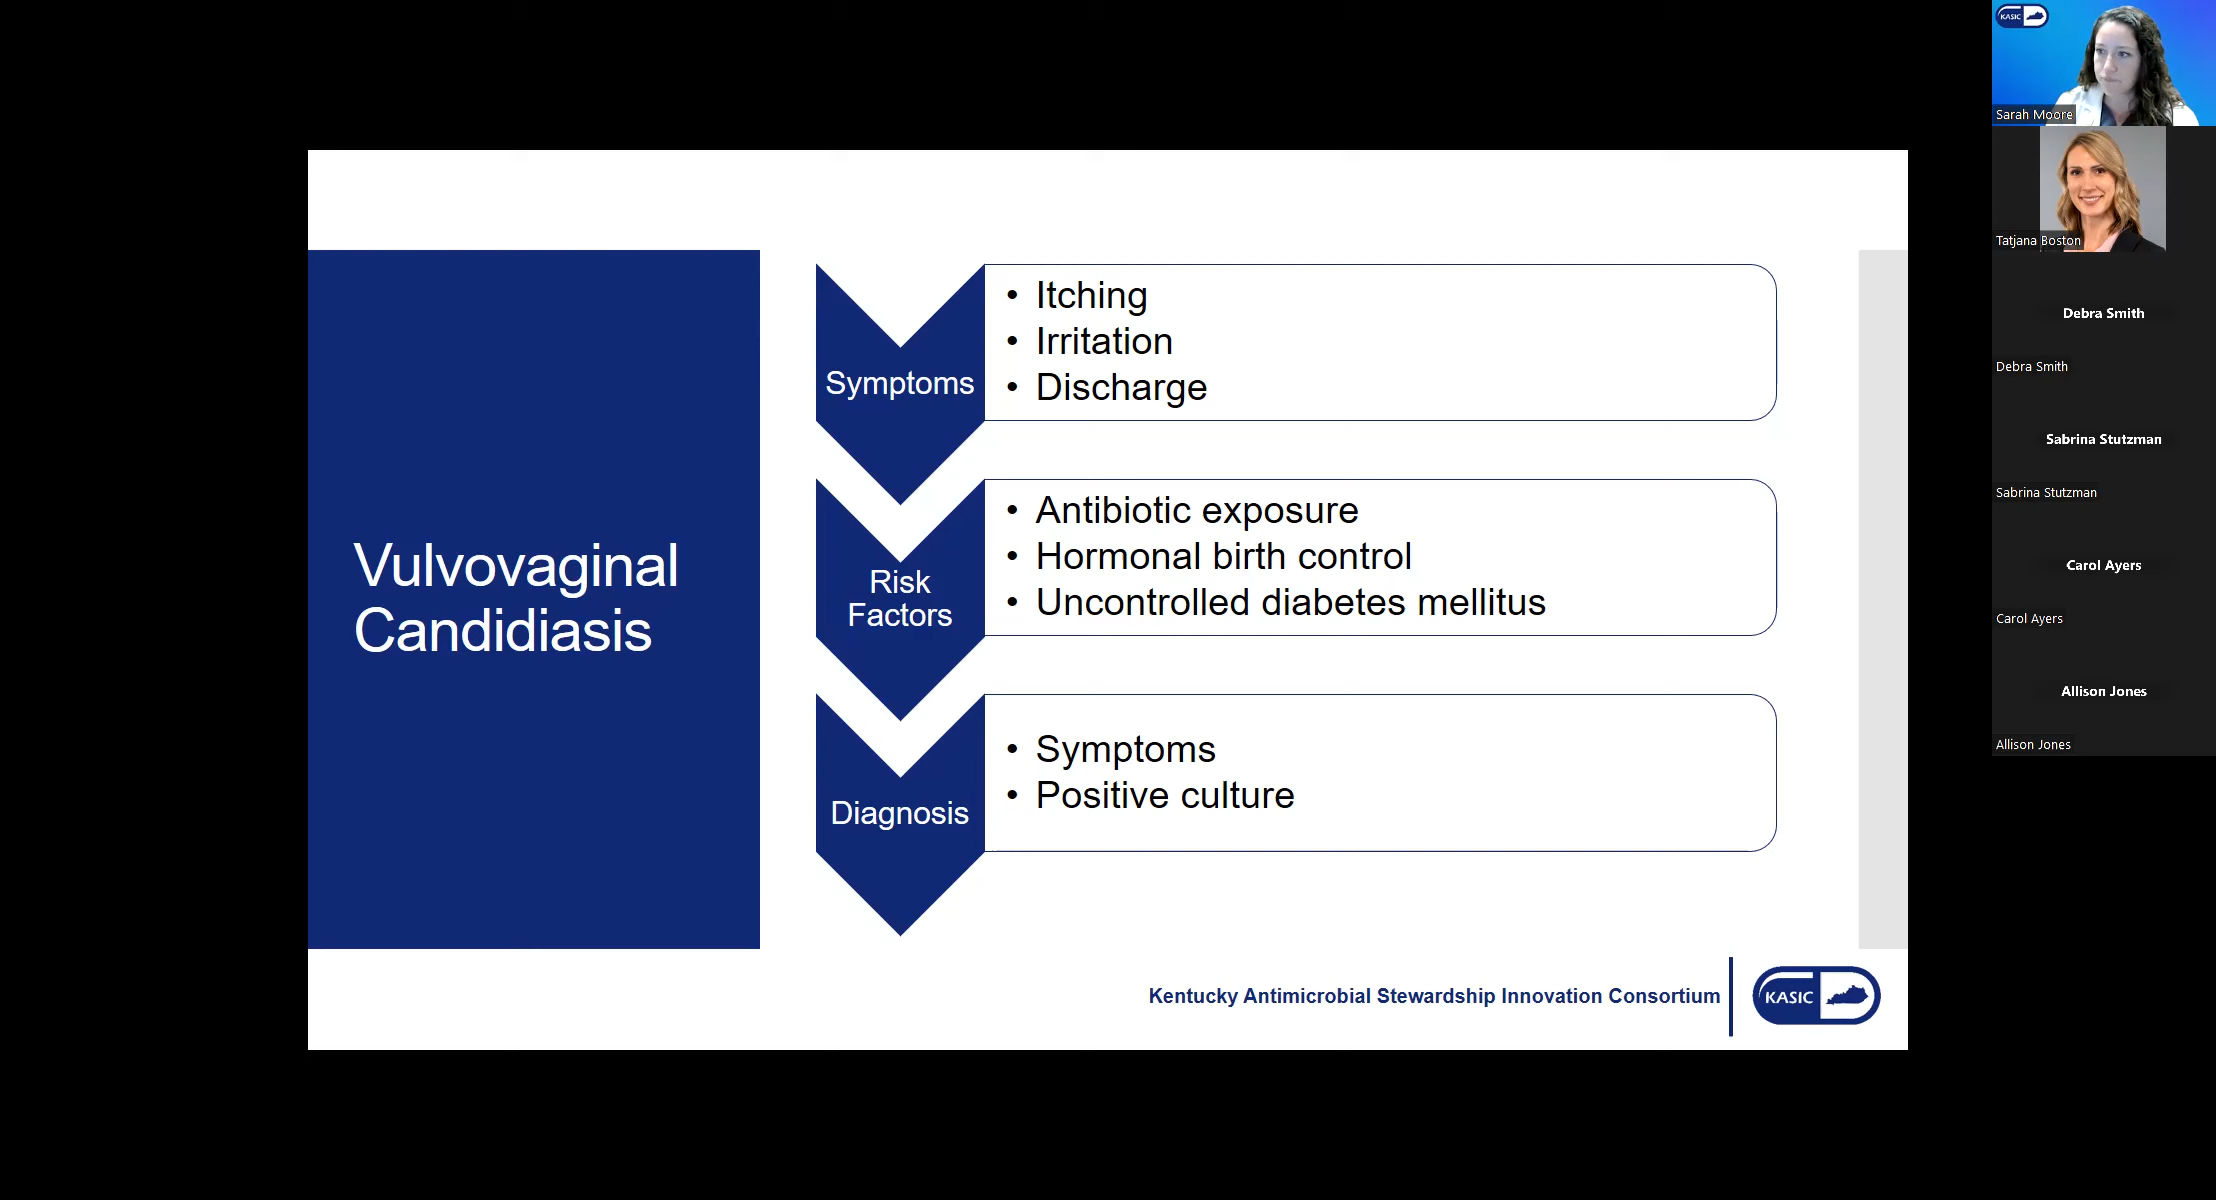 Vulvovaginal
Candidiasis
Symptoms
• Itching
• Irritation
• Discharge
Risk
Factors
• Antibiotic exposure
• Hormonal birth control
• Uncontrolled diabetes mellitus
Diagnosis
• Symptoms
• Positive culture
Kentucky Antimicrobial Stewardship Innovation Consortium
KASIC
KASIC
Sarah Moore
Tatjana Boston
Debra Smith
Debra Smith
Sabrina Stutzman
Sabrina Stutzman
Carol Ayers
Carol Ayers
Allison Jones
Allison Jones